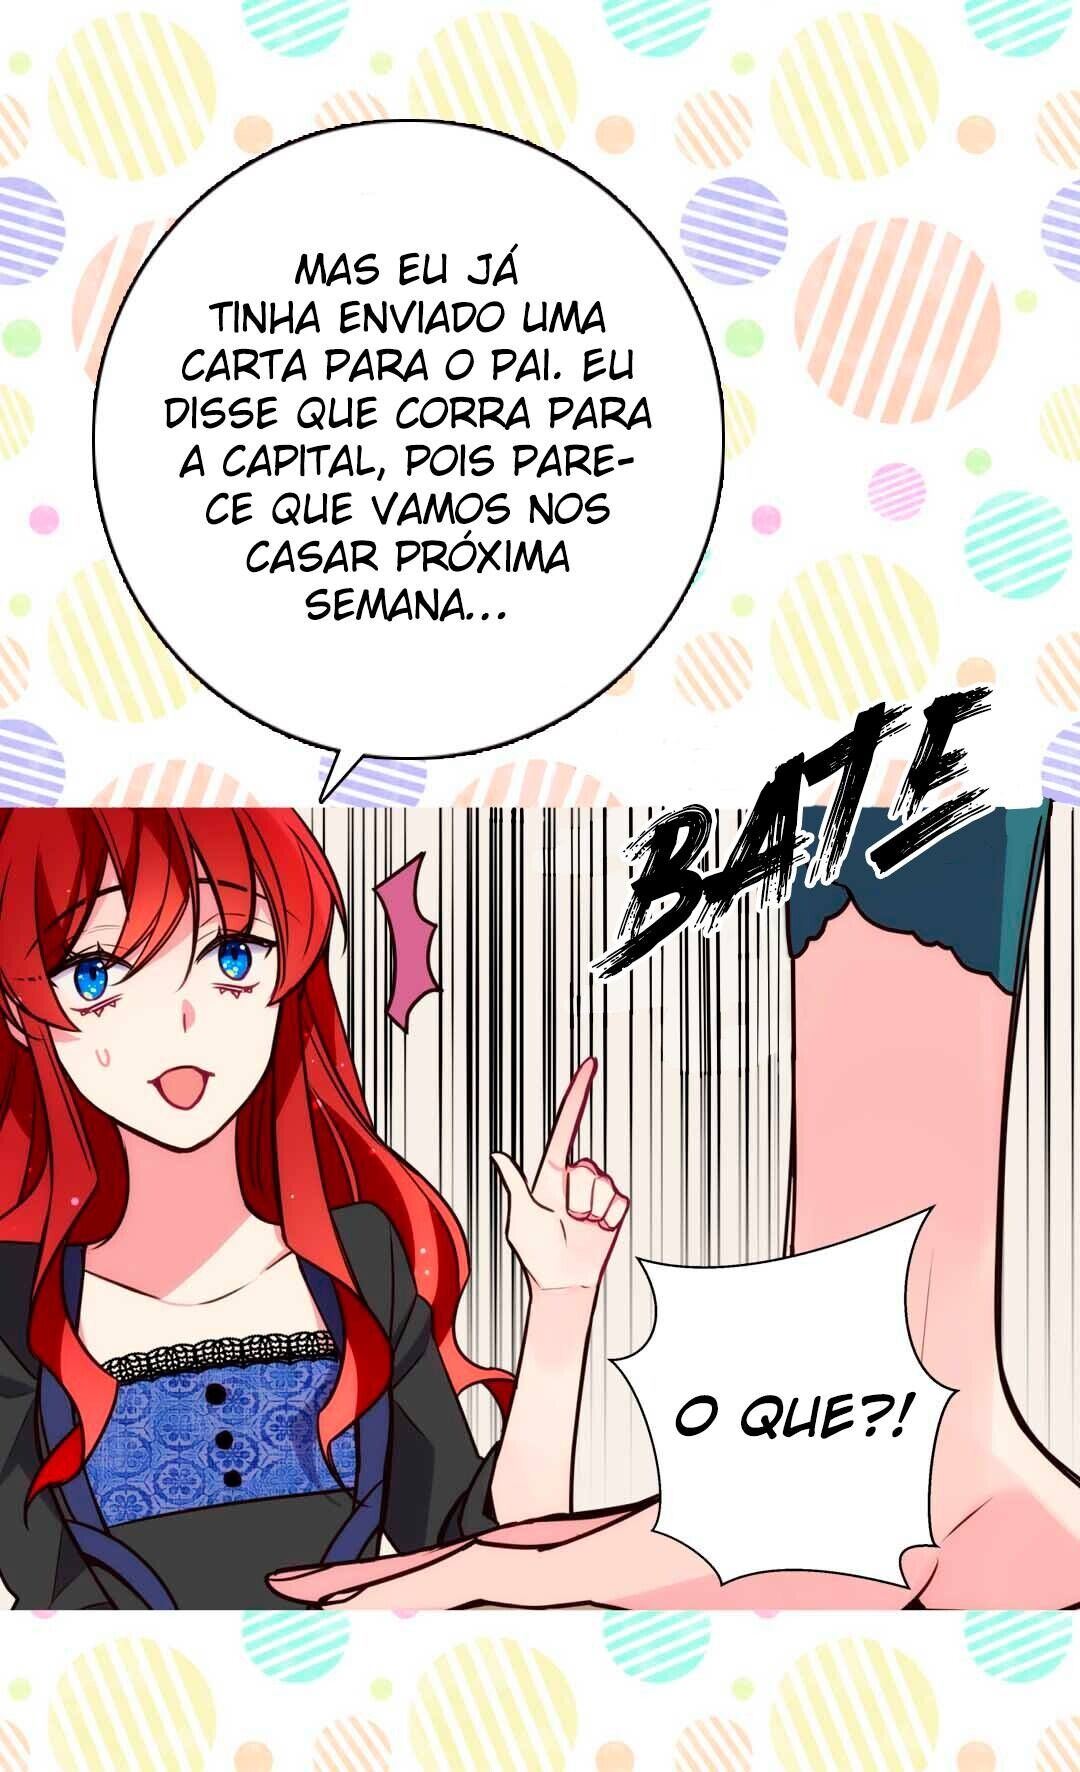 MAS EU JÁ
TINHA ENVIADO UMA
CARTA PARA O PAI. EU
DISSE QUE CORRA PARA
A CAPITAL, POIS PARE-
CE QUE VAMOS NOS
CASAR PRÓXIMA
SEMANA...
BATE
O QUE?!